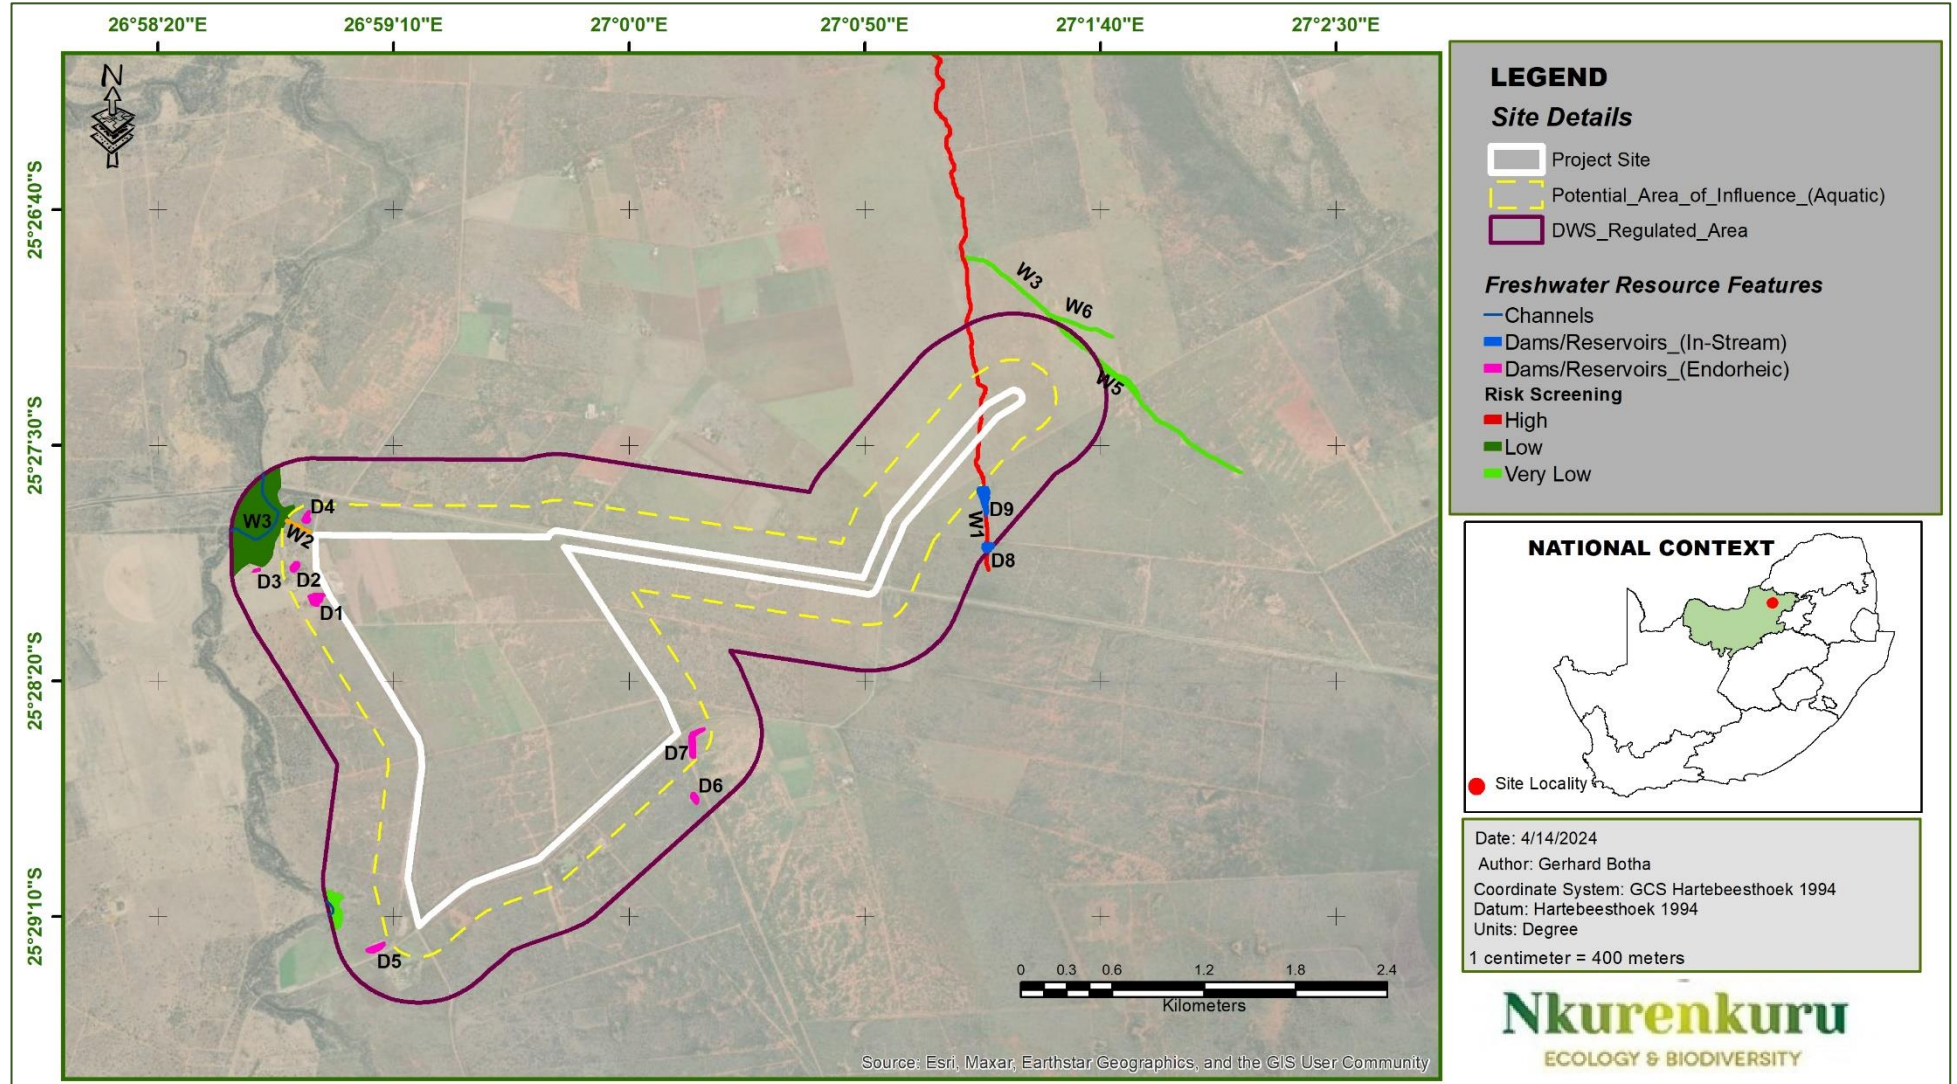 26°58'20"E 26°59'10"E 27°0'0"E 27°0'50"E 27°1'40"E 27°2'30"E
N
25°26'40"S
25°27'30"S
25°28'20"S
25°29'10"S
W3
W6
W5
D4
W3
W2
D9
W1
D8
D3
D2
D1
D7
D6
D5
0 0.3 0.6 1.2 1.8 2.4
Kilometers
Source: Esri, Maxar, Earthstar Geographics, and the GIS User Community
LEGEND
Site Details
Project Site
Potential_Area_of_Influence_(Aquatic)
DWS_Regulated_Area
Freshwater Resource Features
Channels
Dams/Reservoirs_(In-Stream)
Dams/Reservoirs_(Endorheic)
Risk Screening
High
Low
Very Low
NATIONAL CONTEXT
Site Locality
Date: 4/14/2024
Author: Gerhard Botha
Coordinate System: GCS Hartebeesthoek 1994
Datum: Hartebeesthoek 1994
Units: Degree
1 centimeter = 400 meters
Nkurenkuru
ECOLOGY & BIODIVERSITY